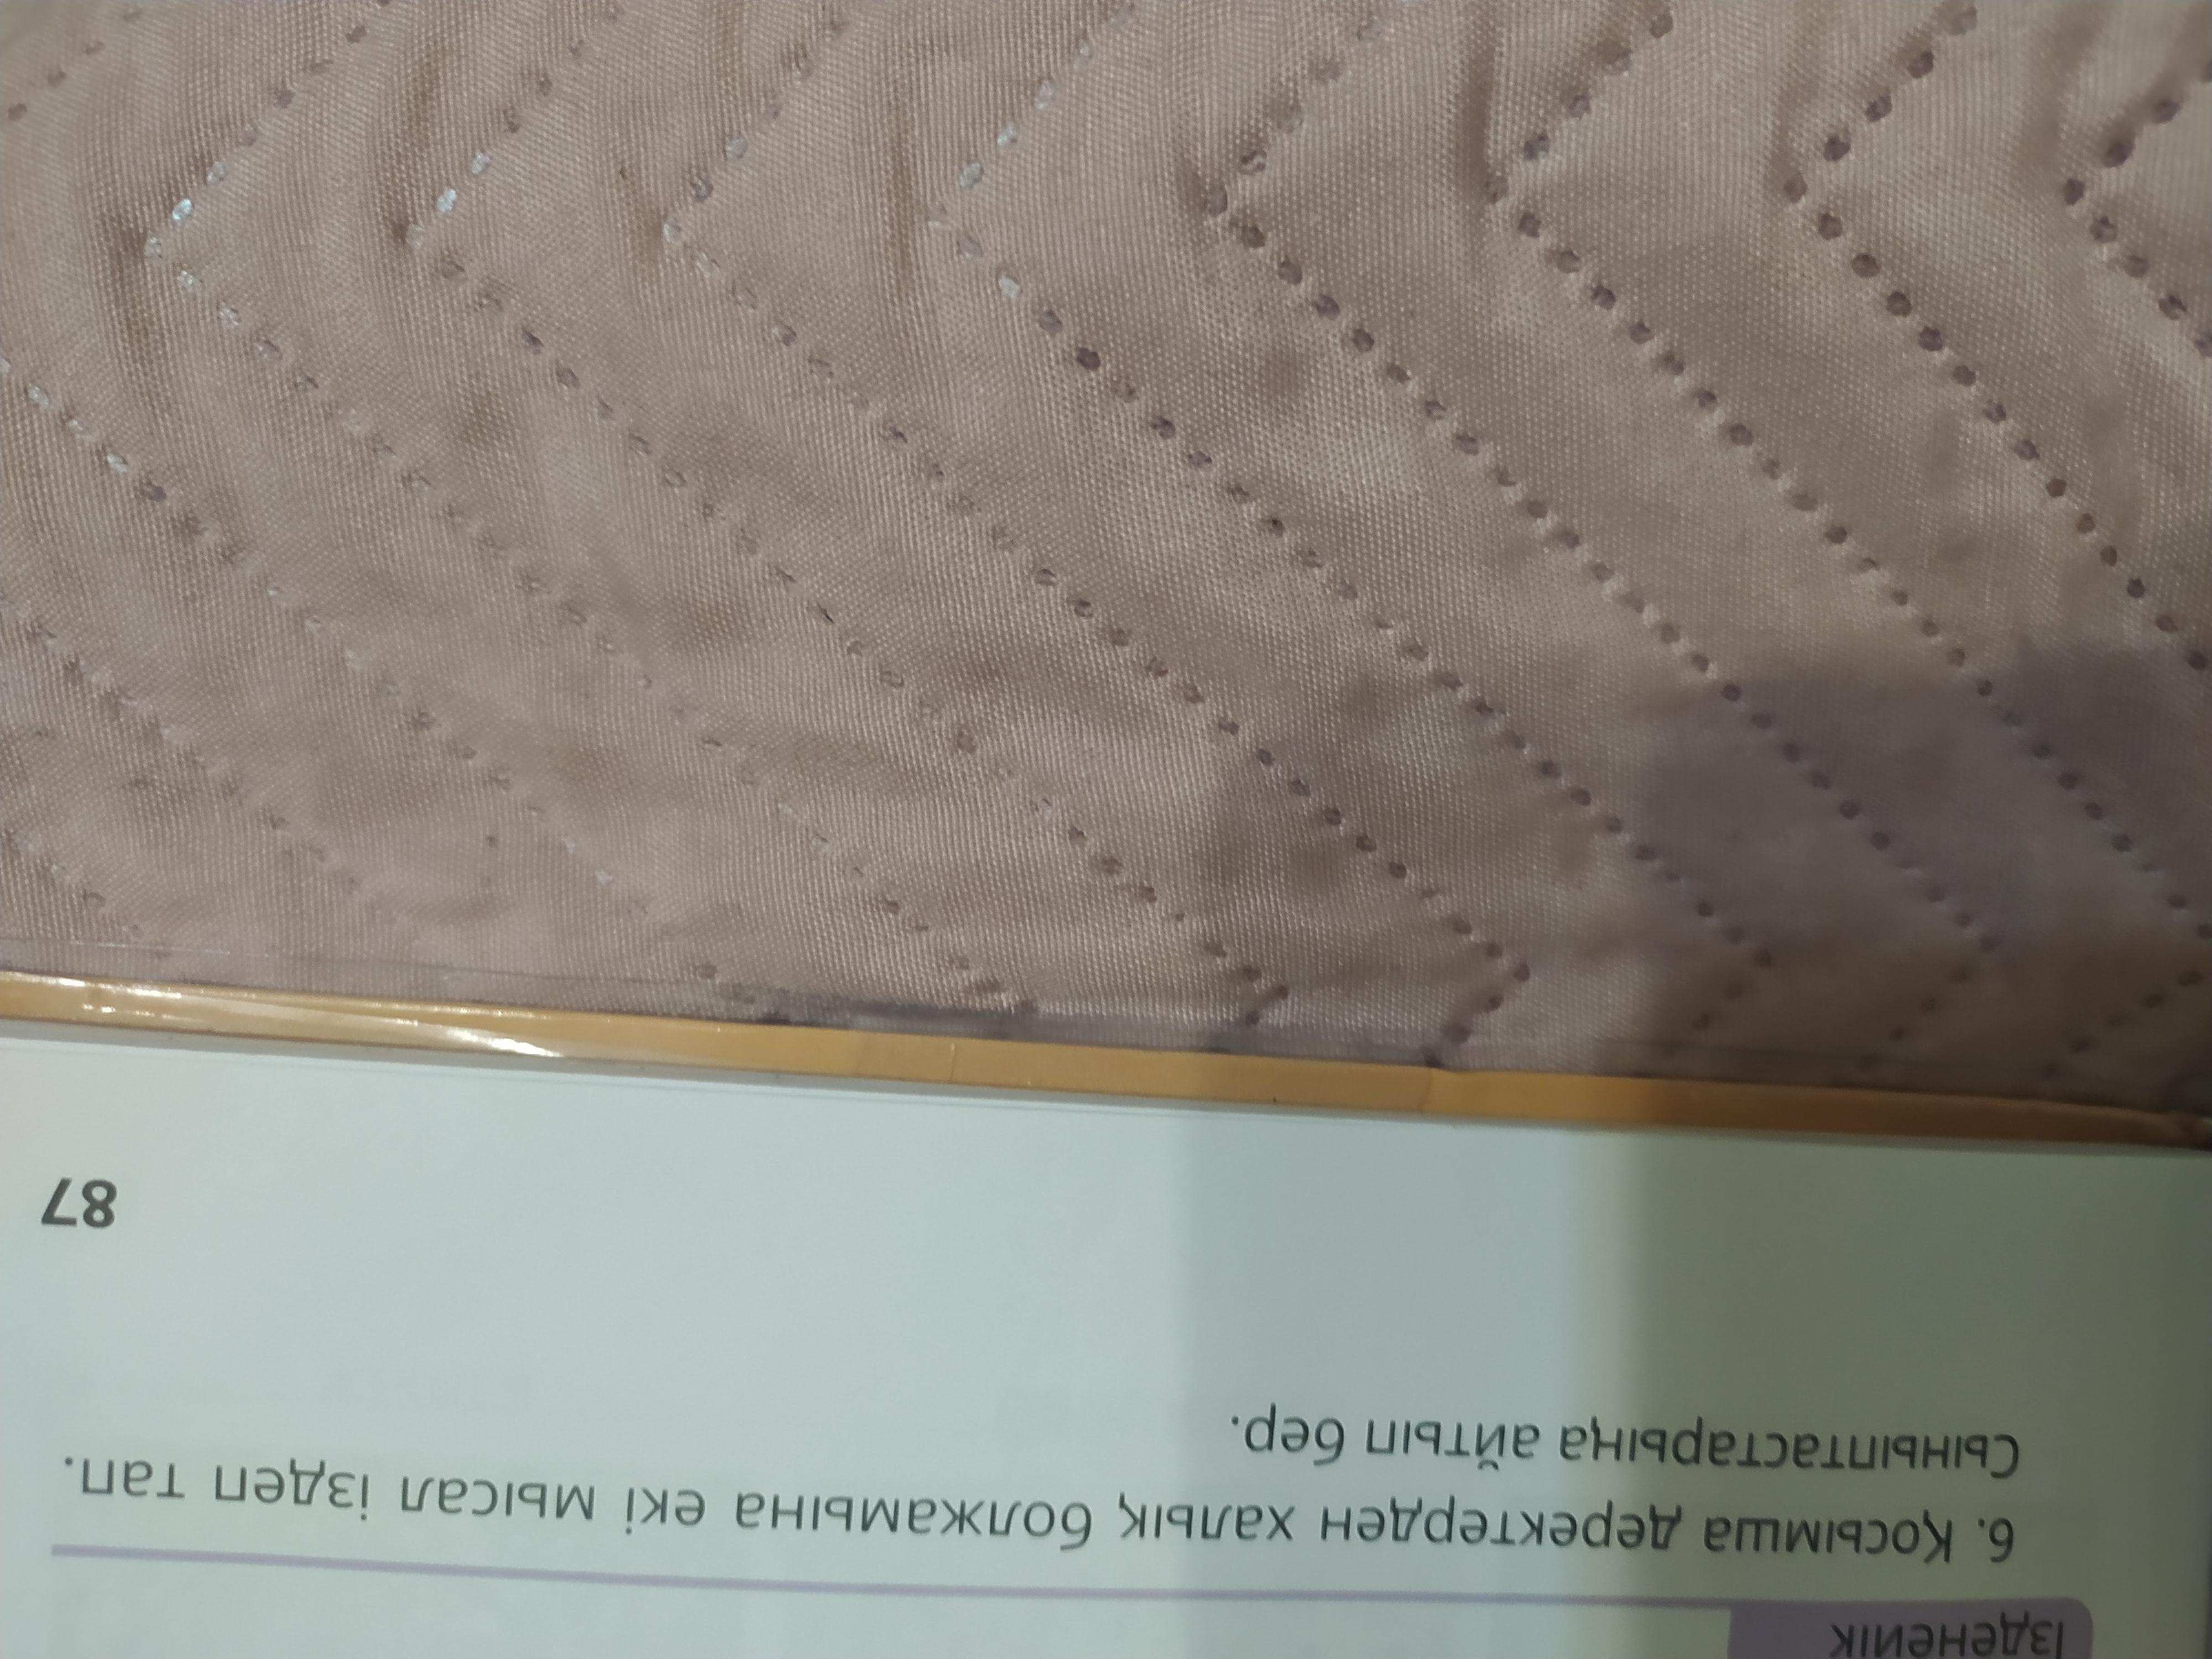 Ізденейік
6. Қосымша деректерден халық болжамына екі мысал іздеп тап.
Сыныптастарыңа айтып бер.
87